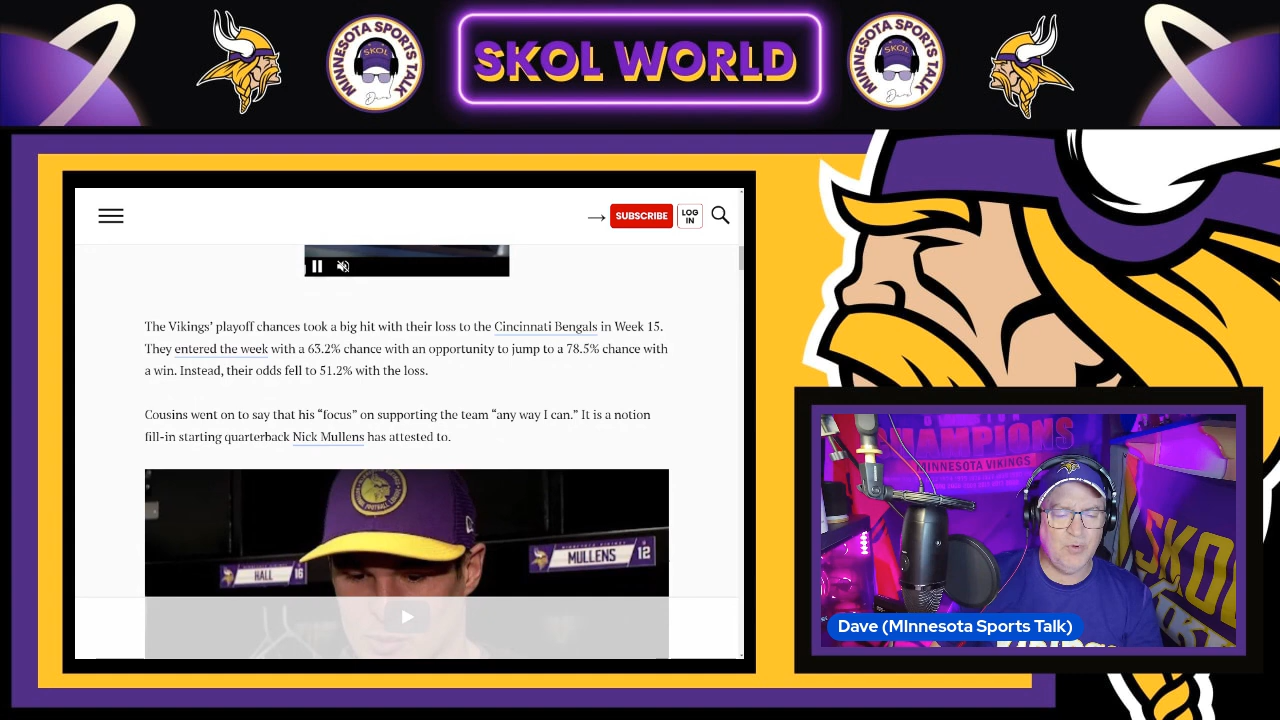 MINNESOTA SPORTS TALK
SKOL
Dave
SKOL WORLD
MINNESOTA SPORTS TALK
SKOL
Dave
SUBSCRIBE
LOG
IN
The Vikings’ playoff chances took a big hit with their loss to the Cincinnati Bengals in Week 15.
They entered the week with a 63.2% chance with an opportunity to jump to a 78.5% chance with
a win. Instead, their odds fell to 51.2% with the loss.
Cousins went on to say that his “focus” on supporting the team “any way I can.” It is a notion
fill-in starting quarterback Nick Mullens has attested to.
HALL 16
MULLENS 12
FOOTBALL
CHAMPIONS
MINNESOTA VIKINGS
SKOL
Dave (MInnesota Sports Talk)